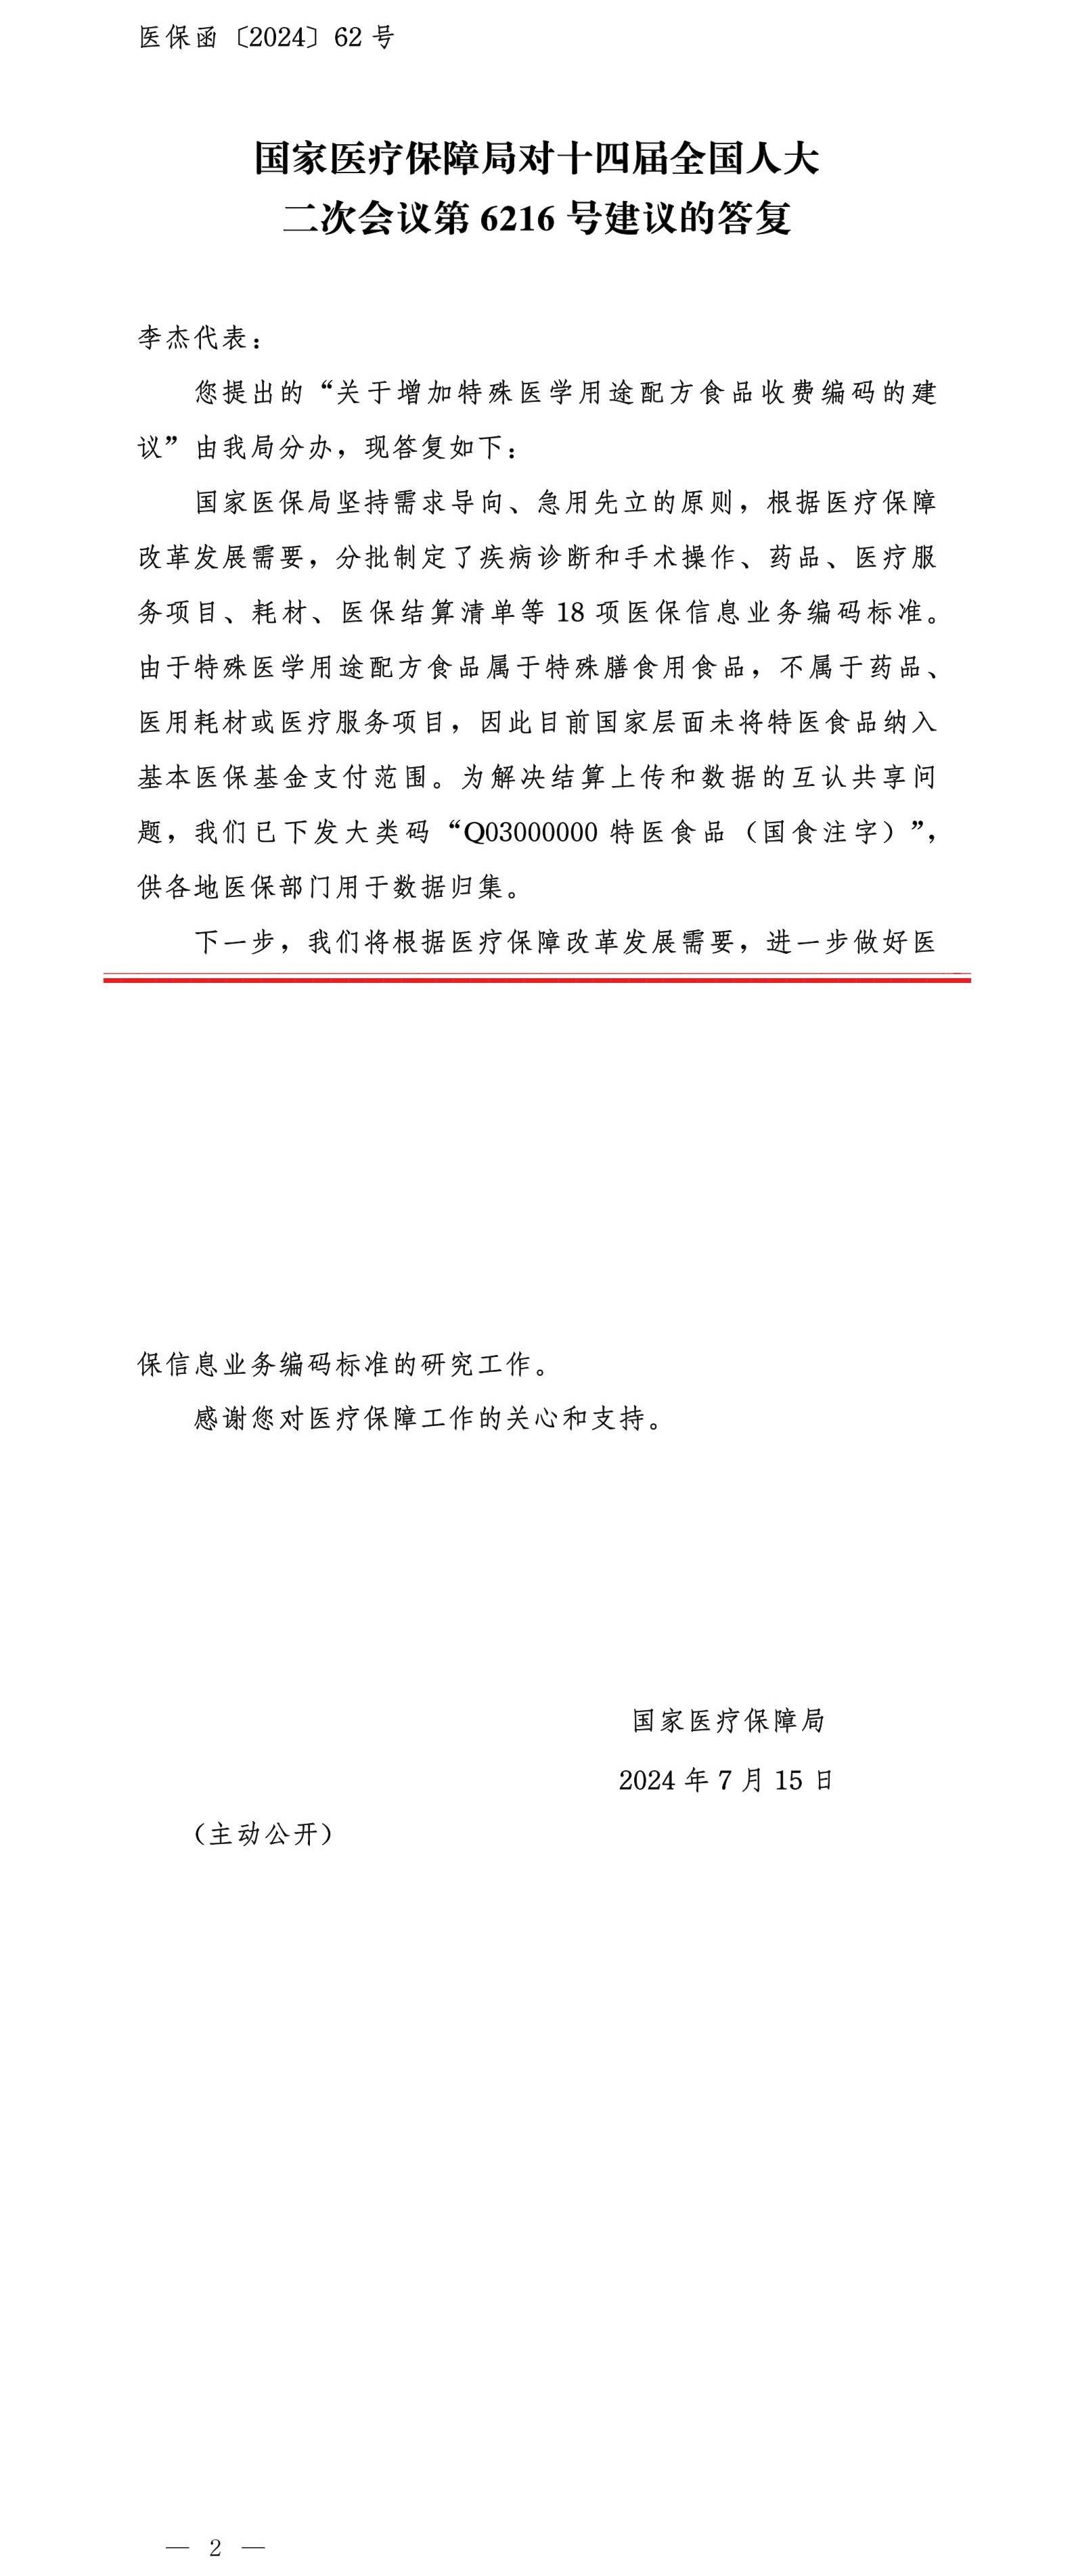 医保函〔2024〕62 号
国家医疗保障局对十四届全国人大
二次会议第 6216 号建议的答复
李杰代表：
您提出的“关于增加特殊医学用途配方食品收费编码的建
议”由我局分办，现答复如下：
国家医保局坚持需求导向、急用先立的原则，根据医疗保障
改革发展需要，分批制定了疾病诊断和手术操作、药品、医疗服
务项目、耗材、医保结算清单等 18 项医保信息业务编码标准。
由于特殊医学用途配方食品属于特殊膳食用食品，不属于药品、
医用耗材或医疗服务项目，因此目前国家层面未将特医食品纳入
基本医保基金支付范围。为解决结算上传和数据的互认共享问
题，我们已下发大类码“Q03000000 特医食品（国食注字）”，
供各地医保部门用于数据归集。
下一步，我们将根据医疗保障改革发展需要，进一步做好医
保信息业务编码标准的研究工作。
感谢您对医疗保障工作的关心和支持。
国家医疗保障局
2024 年 7 月 15 日
（主动公开）
— 2 —